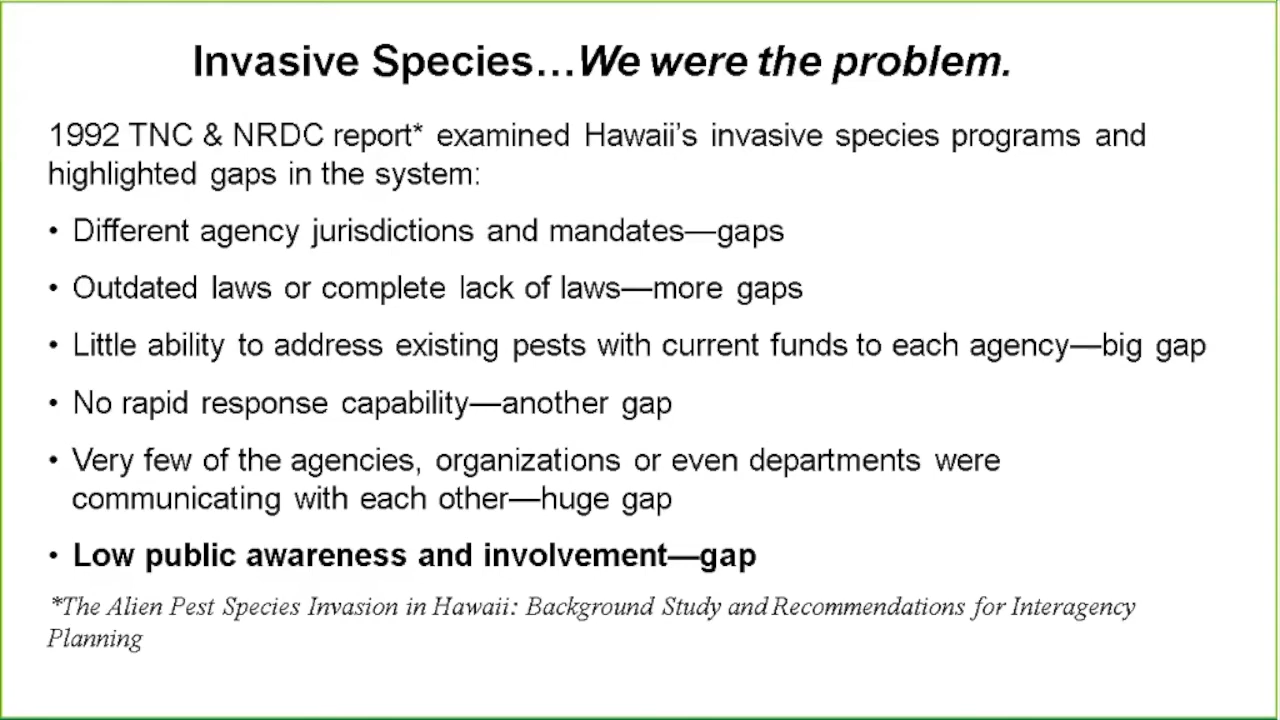 Invasive Species…We were the problem.
1992 TNC & NRDC report* examined Hawaii’s invasive species programs and
highlighted gaps in the system:
• Different agency jurisdictions and mandates—gaps
• Outdated laws or complete lack of laws—more gaps
• Little ability to address existing pests with current funds to each agency—big gap
• No rapid response capability—another gap
• Very few of the agencies, organizations or even departments were
communicating with each other—huge gap
• Low public awareness and involvement—gap
*The Alien Pest Species Invasion in Hawaii: Background Study and Recommendations for Interagency
Planning